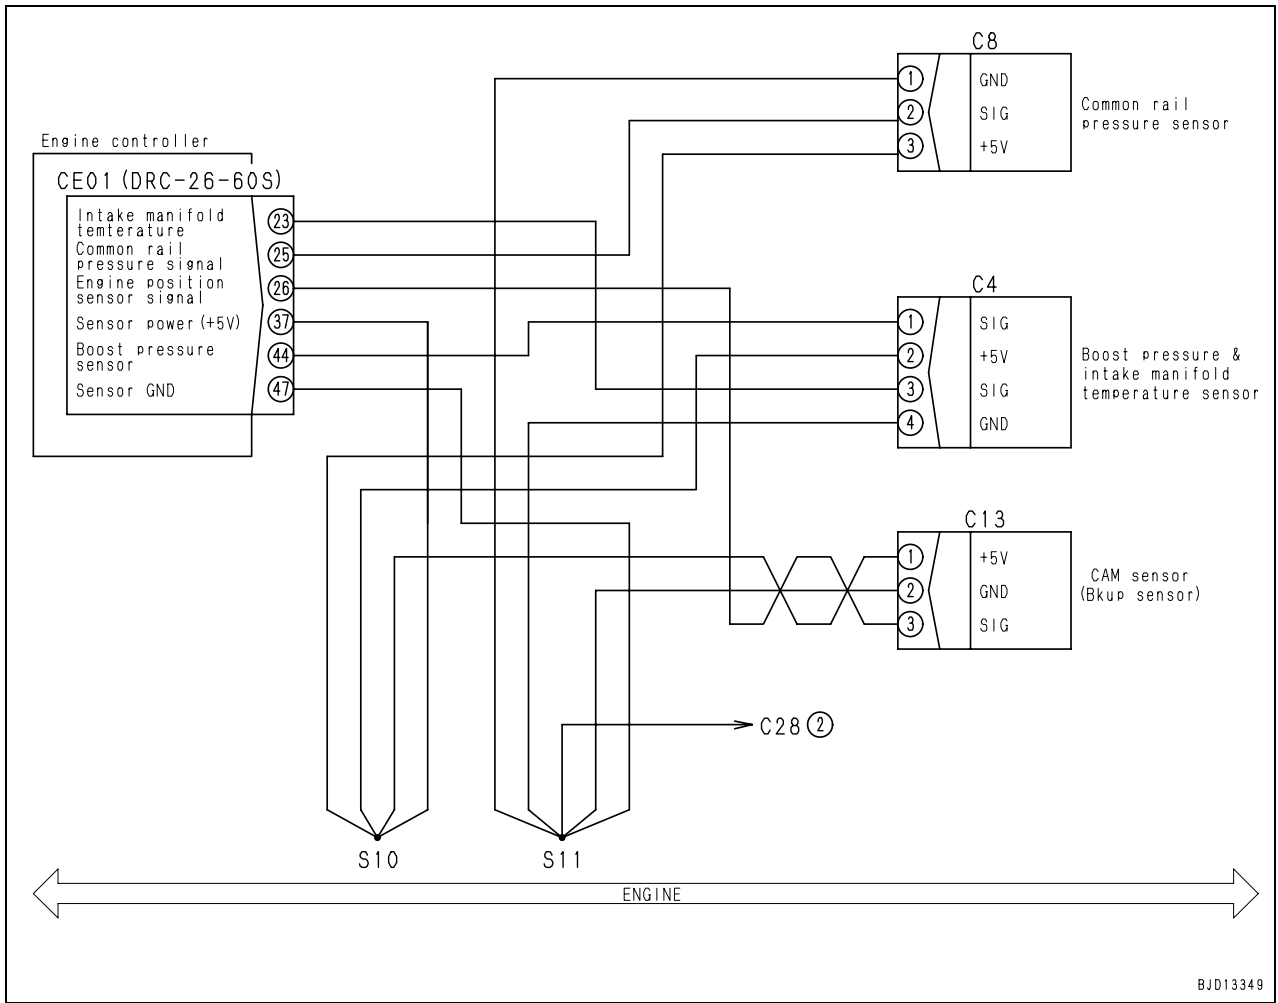 C8
1 GND
2 SIG
3 +5V
Common rail
pressure sensor
Engine controller
CE01(DRC-26-60S)
Intake manifold
temterature
23
Common rail
pressure signal
25
Engine position
sensor signal
26
Sensor power(+5V)
37
Boost pressure
sensor
44
Sensor GND
47
C4
1 SIG
2 +5V
3 SIG
4 GND
Boost pressure &
intake manifold
temperature sensor
C13
1 +5V
2 GND
3 SIG
CAM sensor
(Bkup sensor)
C28 2
S10
S11
ENGINE
BJD13349